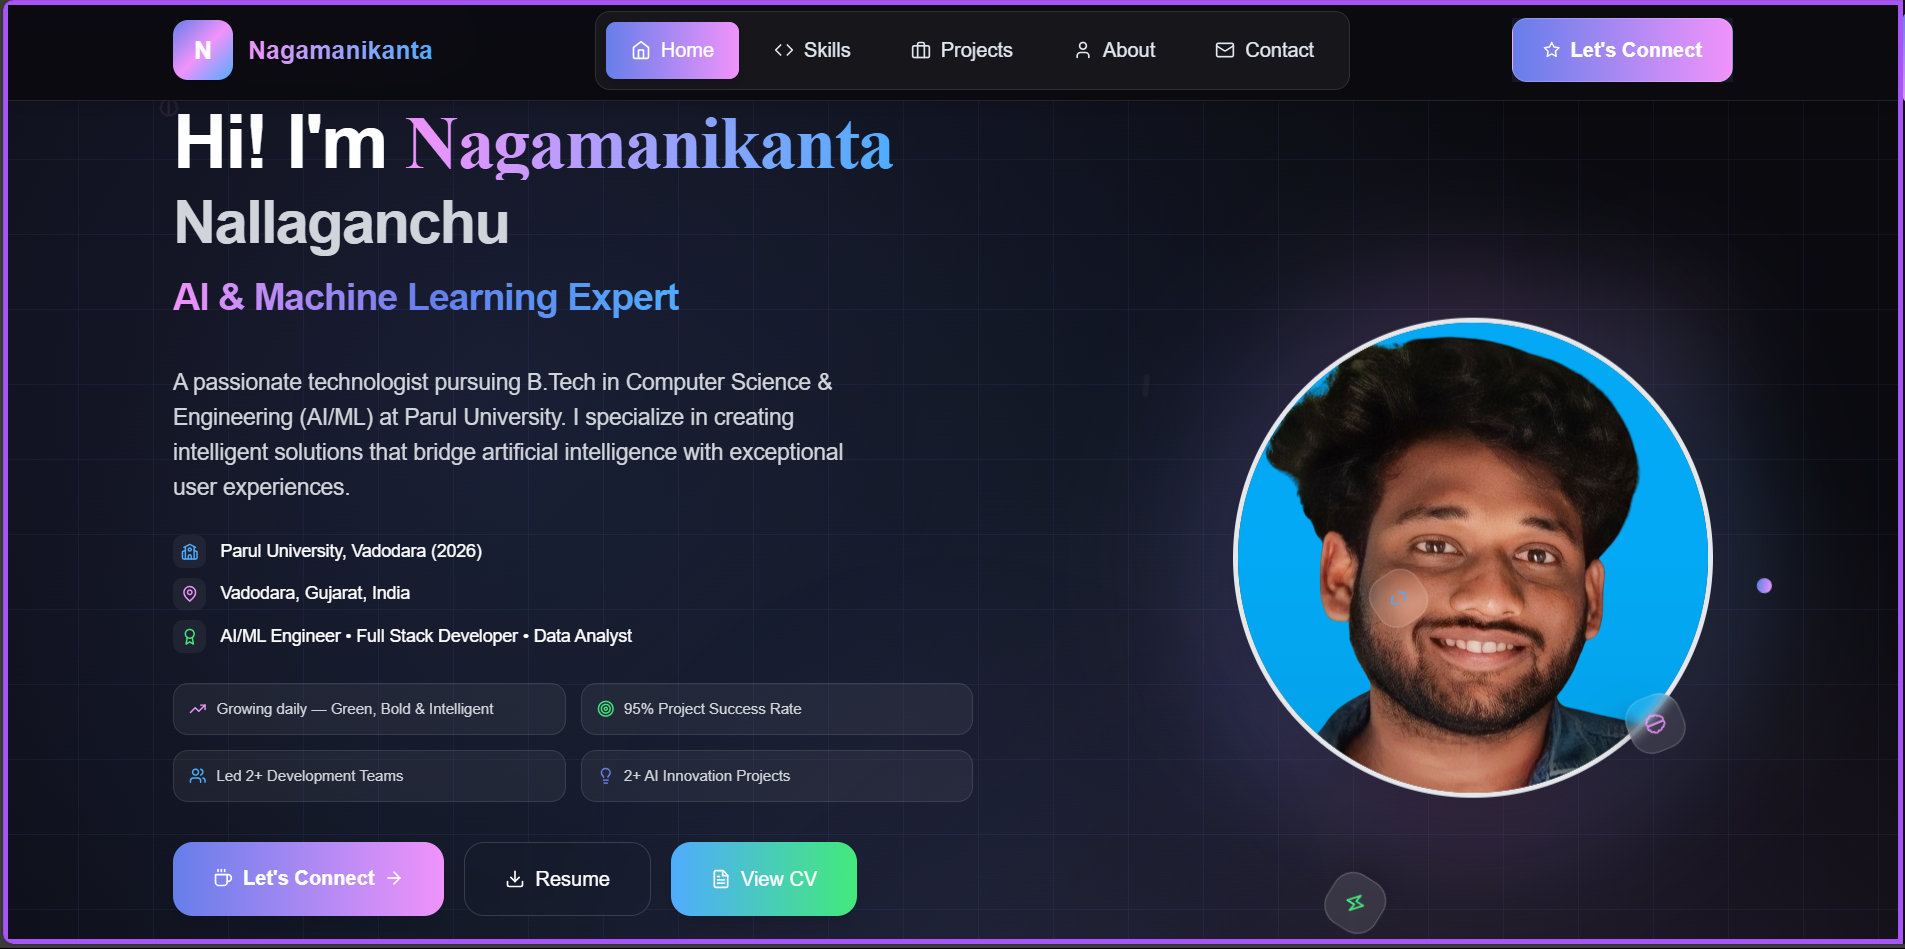 N Nagamanikanta
Home Skills Projects About Contact
Let's Connect
Hi! I'm Nagamanikanta
Nallaganchu
AI & Machine Learning Expert
A passionate technologist pursuing B.Tech in Computer Science &
Engineering (AI/ML) at Parul University. I specialize in creating
intelligent solutions that bridge artificial intelligence with exceptional
user experiences.
Parul University, Vadodara (2026)
Vadodara, Gujarat, India
AI/ML Engineer • Full Stack Developer • Data Analyst
Growing daily — Green, Bold & Intelligent
95% Project Success Rate
Led 2+ Development Teams
2+ AI Innovation Projects
Let's Connect →
Resume
View CV